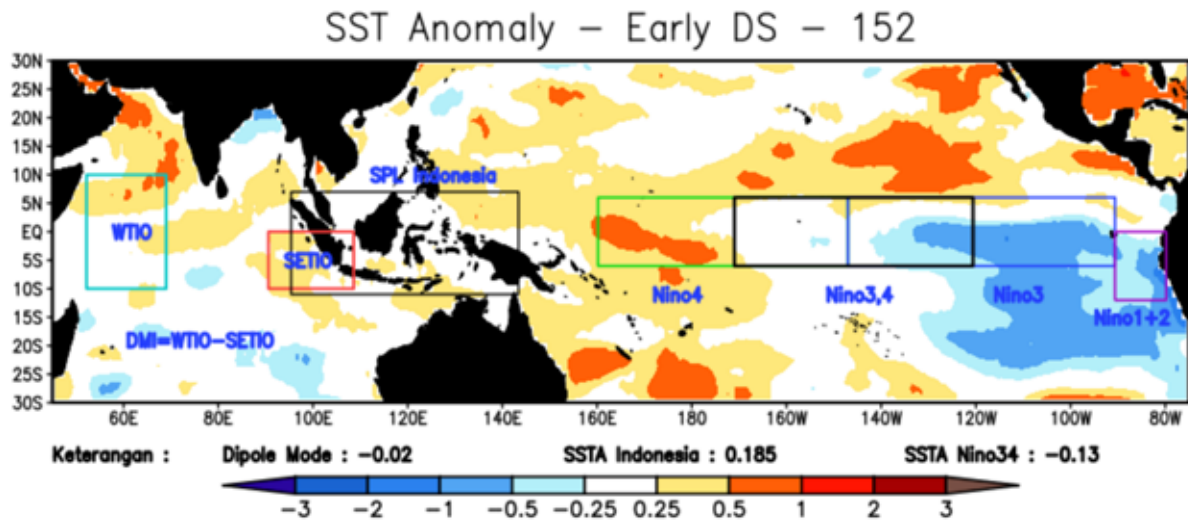 SST Anomaly - Early DS - 152
30N
25N
20N
15N
10N
5N
EQ
5S
10S
15S
20S
25S
30S
SPL Indonesia
WTIO
SETIO
Nino4
Nino3,4
Nino3
Nino1+2
DMI=WTIO-SETIO
60E 80E 100E 120E 140E 160E 180E 160W 140W 120W 100W 80W
Keterangan : Dipole Mode : -0.02 SSTA Indonesia : 0.185 SSTA Nino34 : -0.13
-3 -2 -1 -0.5 -0.25 0.25 0.5 1 2 3